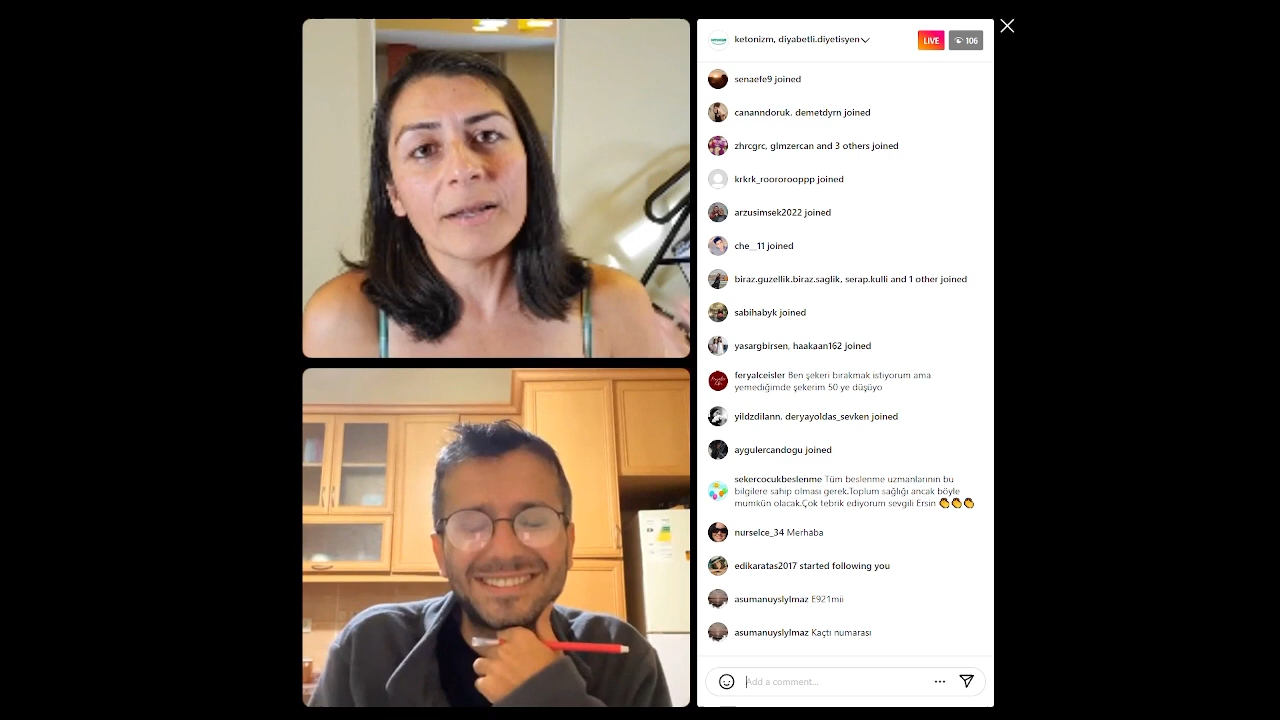 ketonizm, diyabetli.diyetisyen
LIVE
106
senaefe9 joined
cananndoruk, demetdyrn joined
zhrcgrc, glmzercan and 3 others joined
krkrk_roororooppp joined
arzusimsek2022 joined
che__11 joined
biraz.guzellik.biraz.saglik, serap.kulli and 1 other joined
sabihabyk joined
yasargbirsen, haakaan162 joined
feryalceisler Ben şekeri bırakmak istiyorum ama
yemediğimde şekerim 50 ye düşüyo
yildzdilann, deryayoldas_sevken joined
aygulercandogu joined
sekercocukbeslenme Tüm beslenme uzmanlarının bu
bilgilere sahip olması gerek.Toplum sağlığı ancak böyle
mümkün olacak.Çok tebrik ediyorum sevgili Ersin 👏👏👏
nurselce_34 Merhaba
edikaratas2017 started following you
asumanuyslylmaz E921mii
asumanuyslylmaz Kaçtı numarası
Add a comment...